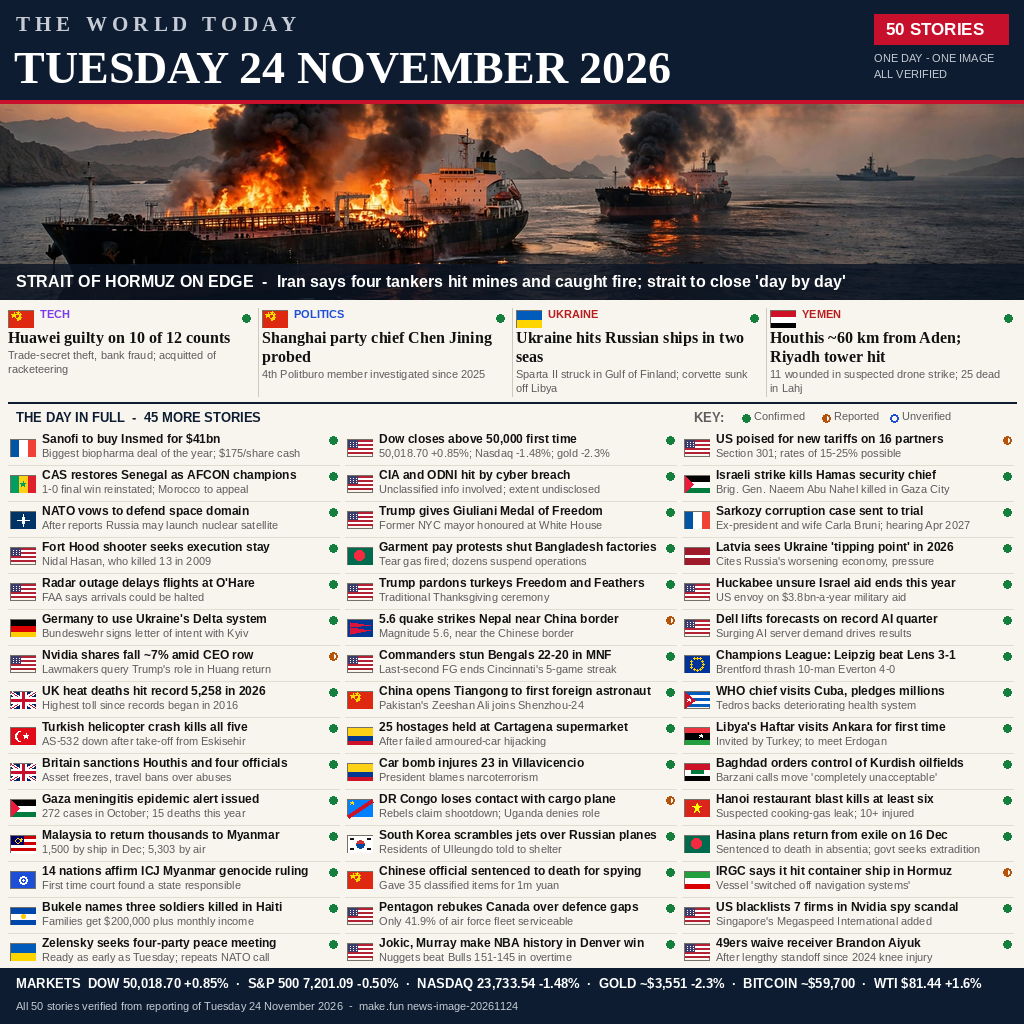 THE WORLD TODAY
TUESDAY 24 NOVEMBER 2026
50 STORIES
ONE DAY - ONE IMAGE
ALL VERIFIED
STRAIT OF HORMUZ ON EDGE - Iran says four tankers hit mines and caught fire; strait to close 'day by day'
TECH
Huawei guilty on 10 of 12 counts
Trade-secret theft, bank fraud; acquitted of
racketeering
POLITICS
Shanghai party chief Chen Jining
probed
4th Politburo member investigated since 2025
UKRAINE
Ukraine hits Russian ships in two
seas
Sparta II struck in Gulf of Finland; corvette sunk
off Libya
YEMEN
Houthis ~60 km from Aden;
Riyadh tower hit
11 wounded in suspected drone strike; 25 dead
in Lahj
THE DAY IN FULL - 45 MORE STORIES
KEY: Confirmed Reported Unverified
Sanofi to buy Insmed for $41bn
Biggest biopharma deal of the year; $175/share cash
Dow closes above 50,000 first time
50,018.70 +0.85%; Nasdaq -1.48%; gold -2.3%
US poised for new tariffs on 16 partners
Section 301; rates of 15-25% possible
CAS restores Senegal as AFCON champions
1-0 final win reinstated; Morocco to appeal
CIA and ODNI hit by cyber breach
Unclassified info involved; extent undisclosed
Israeli strike kills Hamas security chief
Brig. Gen. Naeem Abu Nahel killed in Gaza City
NATO vows to defend space domain
After reports Russia may launch nuclear satellite
Trump gives Giuliani Medal of Freedom
Former NYC mayor honoured at White House
Sarkozy corruption case sent to trial
Ex-president and wife Carla Bruni; hearing Apr 2027
Fort Hood shooter seeks execution stay
Nidal Hasan, who killed 13 in 2009
Garment pay protests shut Bangladesh factories
Tear gas fired; dozens suspend operations
Latvia sees Ukraine 'tipping point' in 2026
Cites Russia's worsening economy, pressure
Radar outage delays flights at O'Hare
FAA says arrivals could be halted
Trump pardons turkeys Freedom and Feathers
Traditional Thanksgiving ceremony
Huckabee unsure Israel aid ends this year
US envoy on $3.8bn-a-year military aid
Germany to use Ukraine's Delta system
Bundeswehr signs letter of intent with Kyiv
5.6 quake strikes Nepal near China border
Magnitude 5.6, near the Chinese border
Dell lifts forecasts on record AI quarter
Surging AI server demand drives results
Nvidia shares fall ~7% amid CEO row
Lawmakers query Trump's role in Huang return
Commanders stun Bengals 22-20 in MNF
Last-second FG ends Cincinnati's 5-game streak
Champions League: Leipzig beat Lens 3-1
Brentford thrash 10-man Everton 4-0
UK heat deaths hit record 5,258 in 2026
Highest toll since records began in 2016
China opens Tiangong to first foreign astronaut
Pakistan's Zeeshan Ali joins Shenzhou-24
WHO chief visits Cuba, pledges millions
Tedros backs deteriorating health system
Turkish helicopter crash kills all five
AS-532 down after take-off from Eskisehir
25 hostages held at Cartagena supermarket
After failed armoured-car hijacking
Libya's Haftar visits Ankara for first time
Invited by Turkey; to meet Erdogan
Britain sanctions Houthis and four officials
Asset freezes, travel bans over abuses
Car bomb injures 23 in Villavicencio
President blames narcoterrorism
Baghdad orders control of Kurdish oilfields
Barzani calls move 'completely unacceptable'
Gaza meningitis epidemic alert issued
272 cases in October; 15 deaths this year
DR Congo loses contact with cargo plane
Rebels claim shootdown; Uganda denies role
Hanoi restaurant blast kills at least six
Suspected cooking-gas leak; 10+ injured
Malaysia to return thousands to Myanmar
1,500 by ship in Dec; 5,303 by air
South Korea scrambles jets over Russian planes
Residents of Ulleungdo told to shelter
Hasina plans return from exile on 16 Dec
Sentenced to death in absentia; govt seeks extradition
14 nations affirm ICJ Myanmar genocide ruling
First time court found a state responsible
Chinese official sentenced to death for spying
Gave 35 classified items for 1m yuan
IRGC says it hit container ship in Hormuz
Vessel 'switched off navigation systems'
Bukele names three soldiers killed in Haiti
Families get $200,000 plus monthly income
Pentagon rebukes Canada over defence gaps
Only 41.9% of air force fleet serviceable
US blacklists 7 firms in Nvidia spy scandal
Singapore's Megaspeed International added
Zelensky seeks four-party peace meeting
Ready as early as Tuesday; repeats NATO call
Jokic, Murray make NBA history in Denver win
Nuggets beat Bulls 151-145 in overtime
49ers waive receiver Brandon Aiyuk
After lengthy standoff since 2024 knee injury
MARKETS DOW 50,018.70 +0.85% · S&P 500 7,201.09 -0.50% · NASDAQ 23,733.54 -1.48% · GOLD ~$3,551 -2.3% · BITCOIN ~$59,700 · WTI $81.44 +1.6%
All 50 stories verified from reporting of Tuesday 24 November 2026 - make.fun news-image-20261124